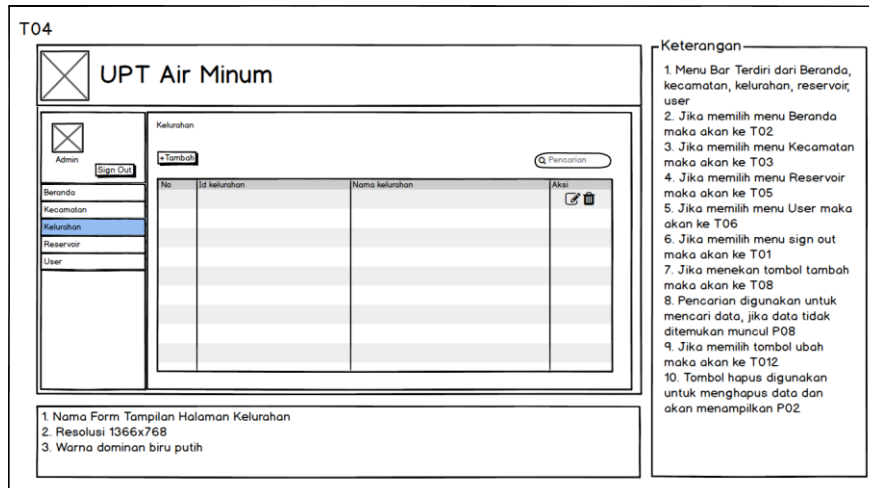 T04
UPT Air Minum
Admin
Sign Out
Beranda
Kecamatan
Kelurahan
Reservoir
User
Kelurahan
+Tambah
Pencarian
No
Id kelurahan
Nama kelurahan
Aksi
1. Nama Form Tampilan Halaman Kelurahan
2. Resolusi 1366x768
3. Warna dominan biru putih
Keterangan
1. Menu Bar Terdiri dari Beranda,
kecamatan, kelurahan, reservoir,
user
2. Jika memilih menu Beranda
maka akan ke T02
3. Jika memilih menu Kecamatan
maka akan ke T03
4. Jika memilih menu Reservoir
maka akan ke T05
5. Jika memilih menu User maka
akan ke T06
6. Jika memilih menu sign out
maka akan ke T01
7. Jika menekan tombol tambah
maka akan ke T08
8. Pencarian digunakan untuk
mencari data, jika data tidak
ditemukan muncul P08
9. Jika memilih tombol ubah
maka akan ke T012
10. Tombol hapus digunakan
untuk menghapus data dan
akan menampilkan P02